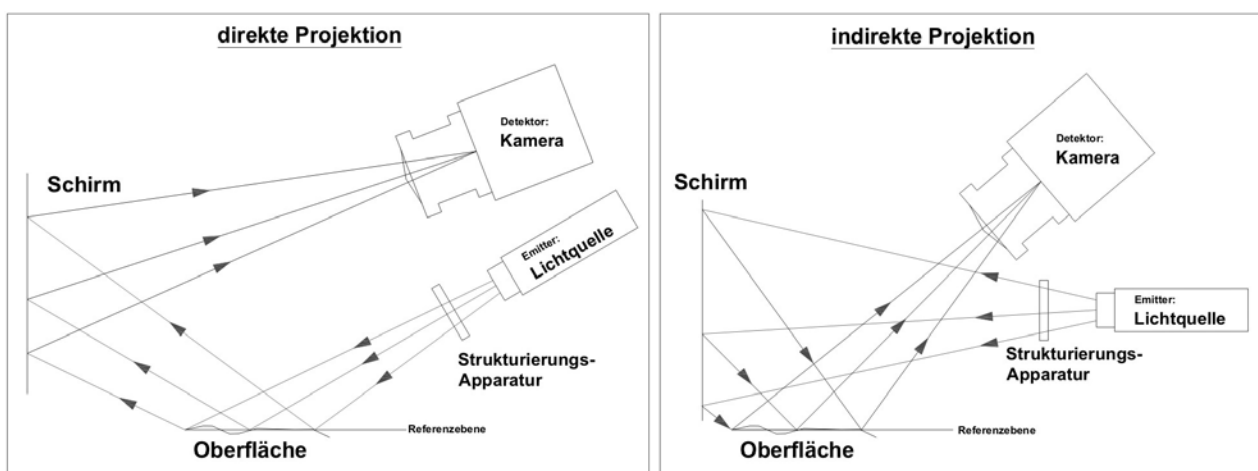 direkte Projektion
Detektor:
Kamera
Schirm
Emitter:
Lichtquelle
Strukturierungs-
Apparatur
Oberfläche
Referenzebene
indirekte Projektion
Detektor:
Kamera
Schirm
Emitter:
Lichtquelle
Strukturierungs-
Apparatur
Oberfläche
Referenzebene